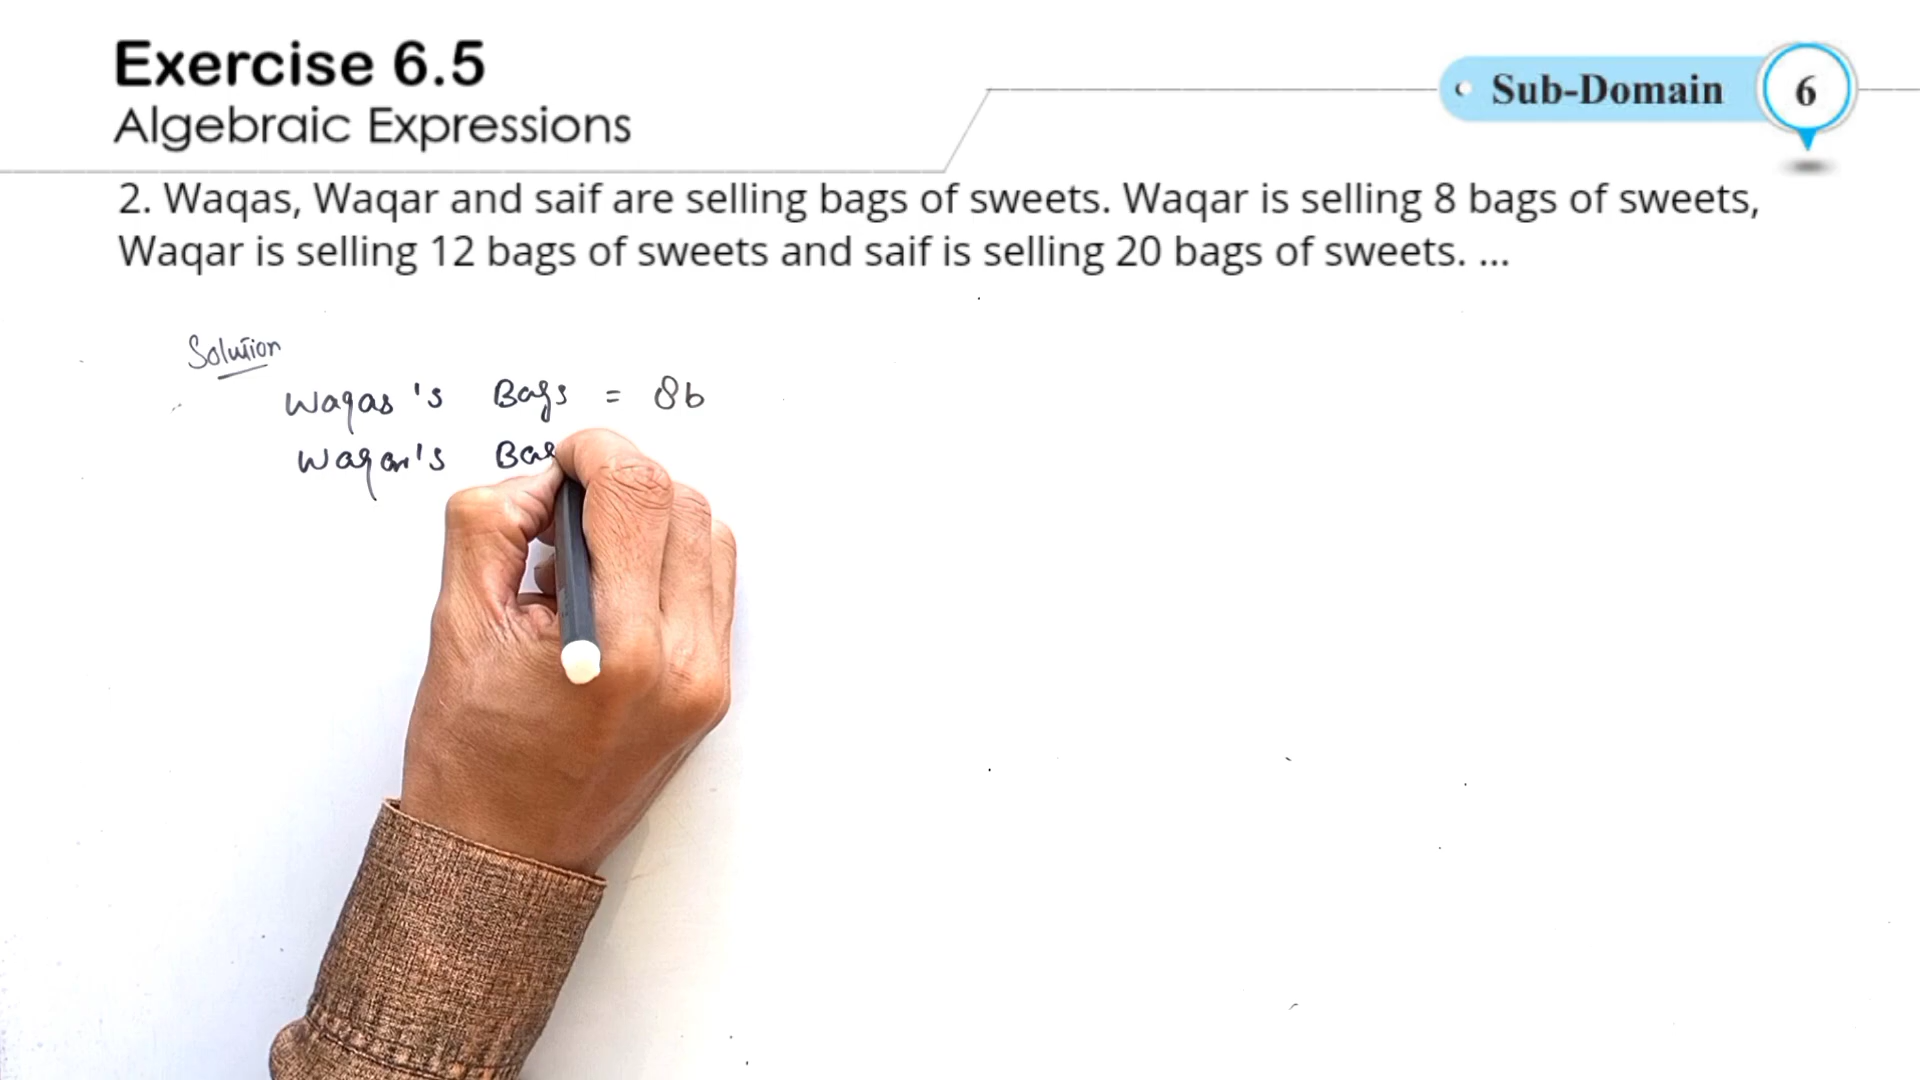 Exercise 6.5
Algebraic Expressions
Sub-Domain 6
2. Waqas, Waqar and saif are selling bags of sweets. Waqar is selling 8 bags of sweets,
Waqar is selling 12 bags of sweets and saif is selling 20 bags of sweets. ...
Solution
Waqas's Bags = 8b
Waqar's Bag